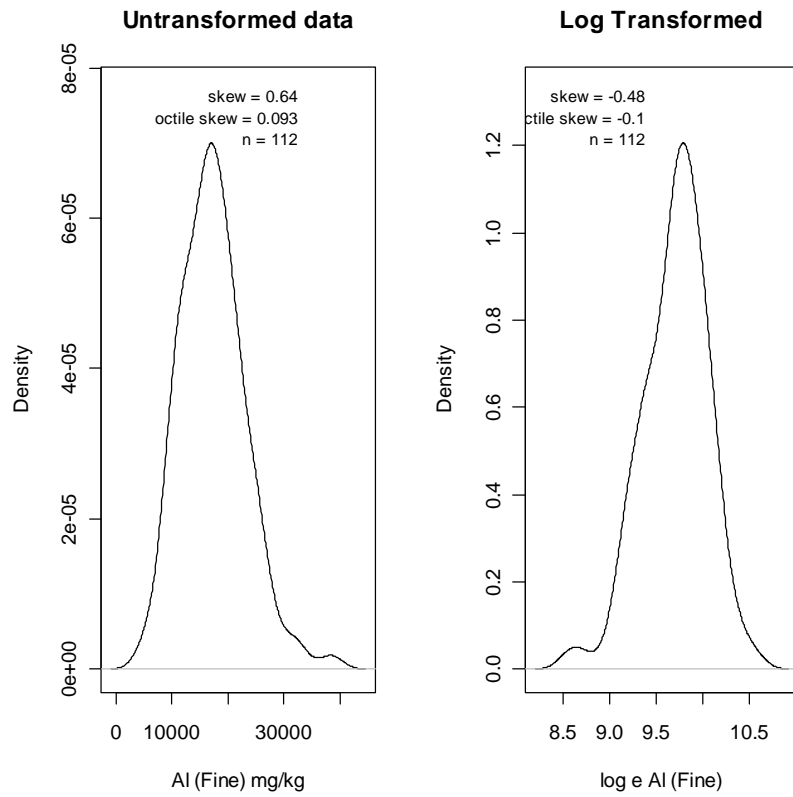 Untransformed data
skew = 0.64
octile skew = 0.093
n = 112
8e-05
6e-05
4e-05
2e-05
0e+00
Density
0 10000 30000
Al (Fine) mg/kg
Log Transformed
skew = -0.48
ctile skew = -0.1
n = 112
1.2
1.0
0.8
0.6
0.4
0.2
0.0
Density
8.5 9.0 9.5 10.5
log e Al (Fine)